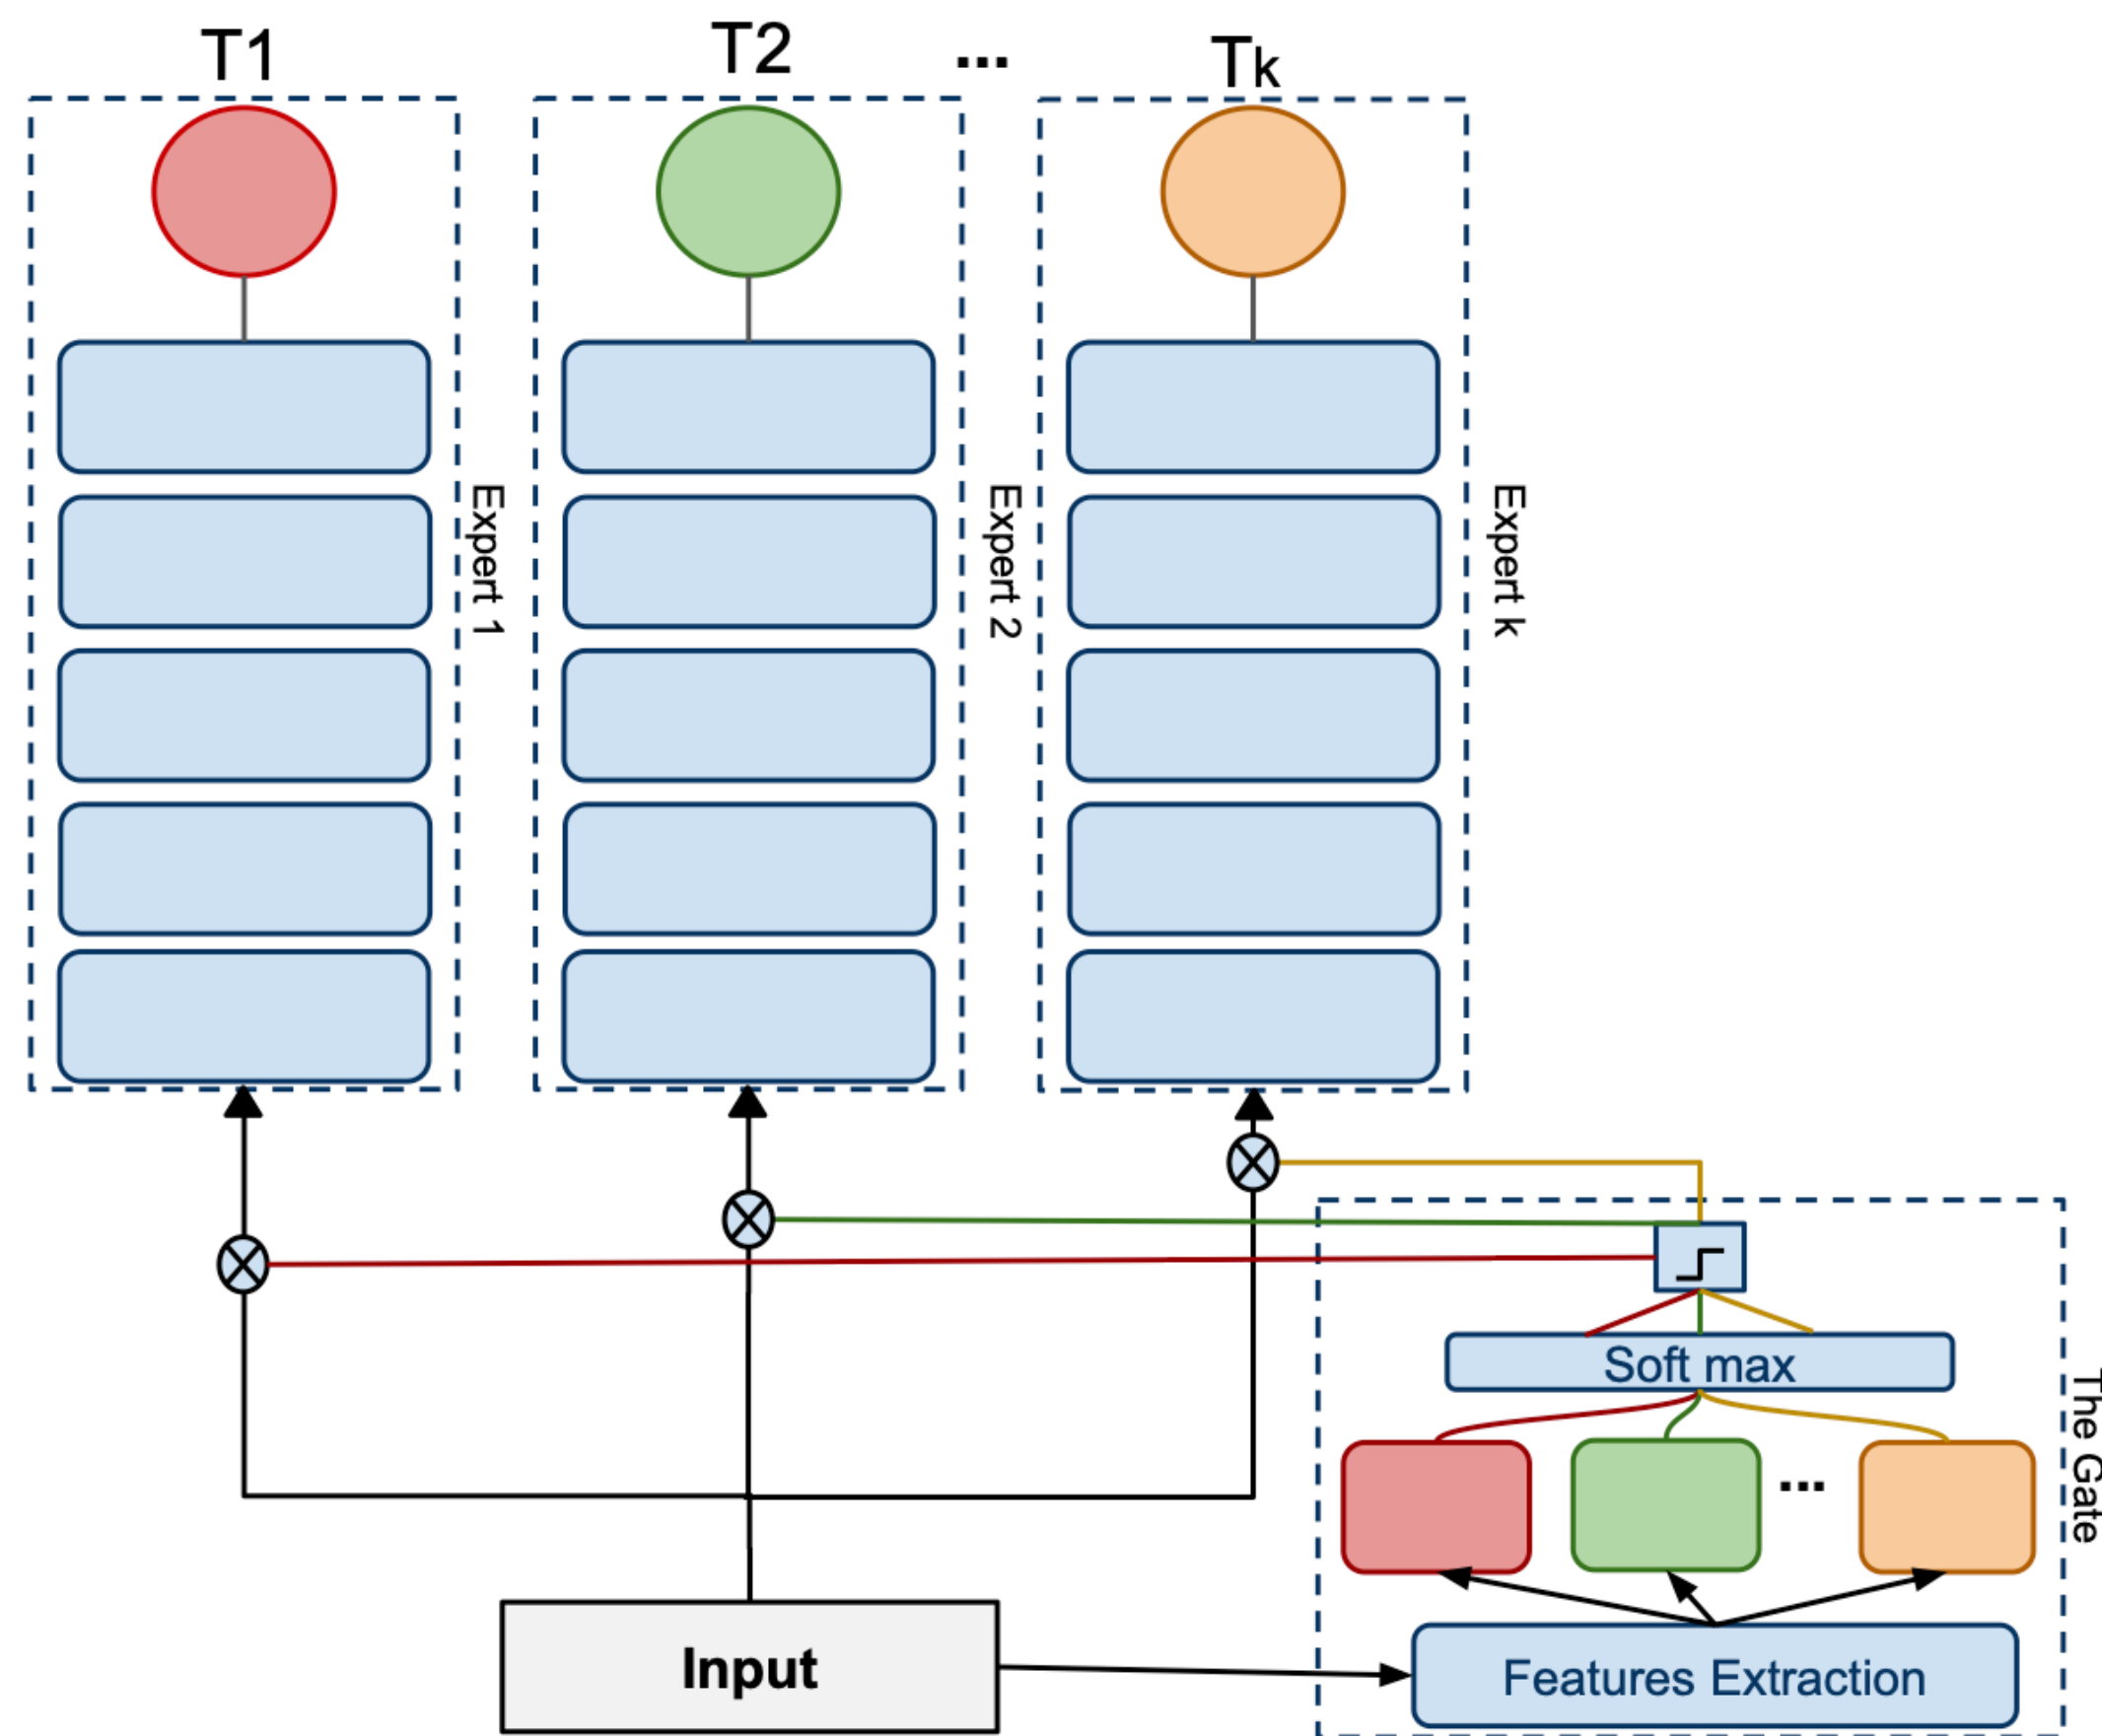 T1
T2
...
Tk
Expert 1
Expert 2
Expert k
Soft max
...
The Gate
Input
Features Extraction